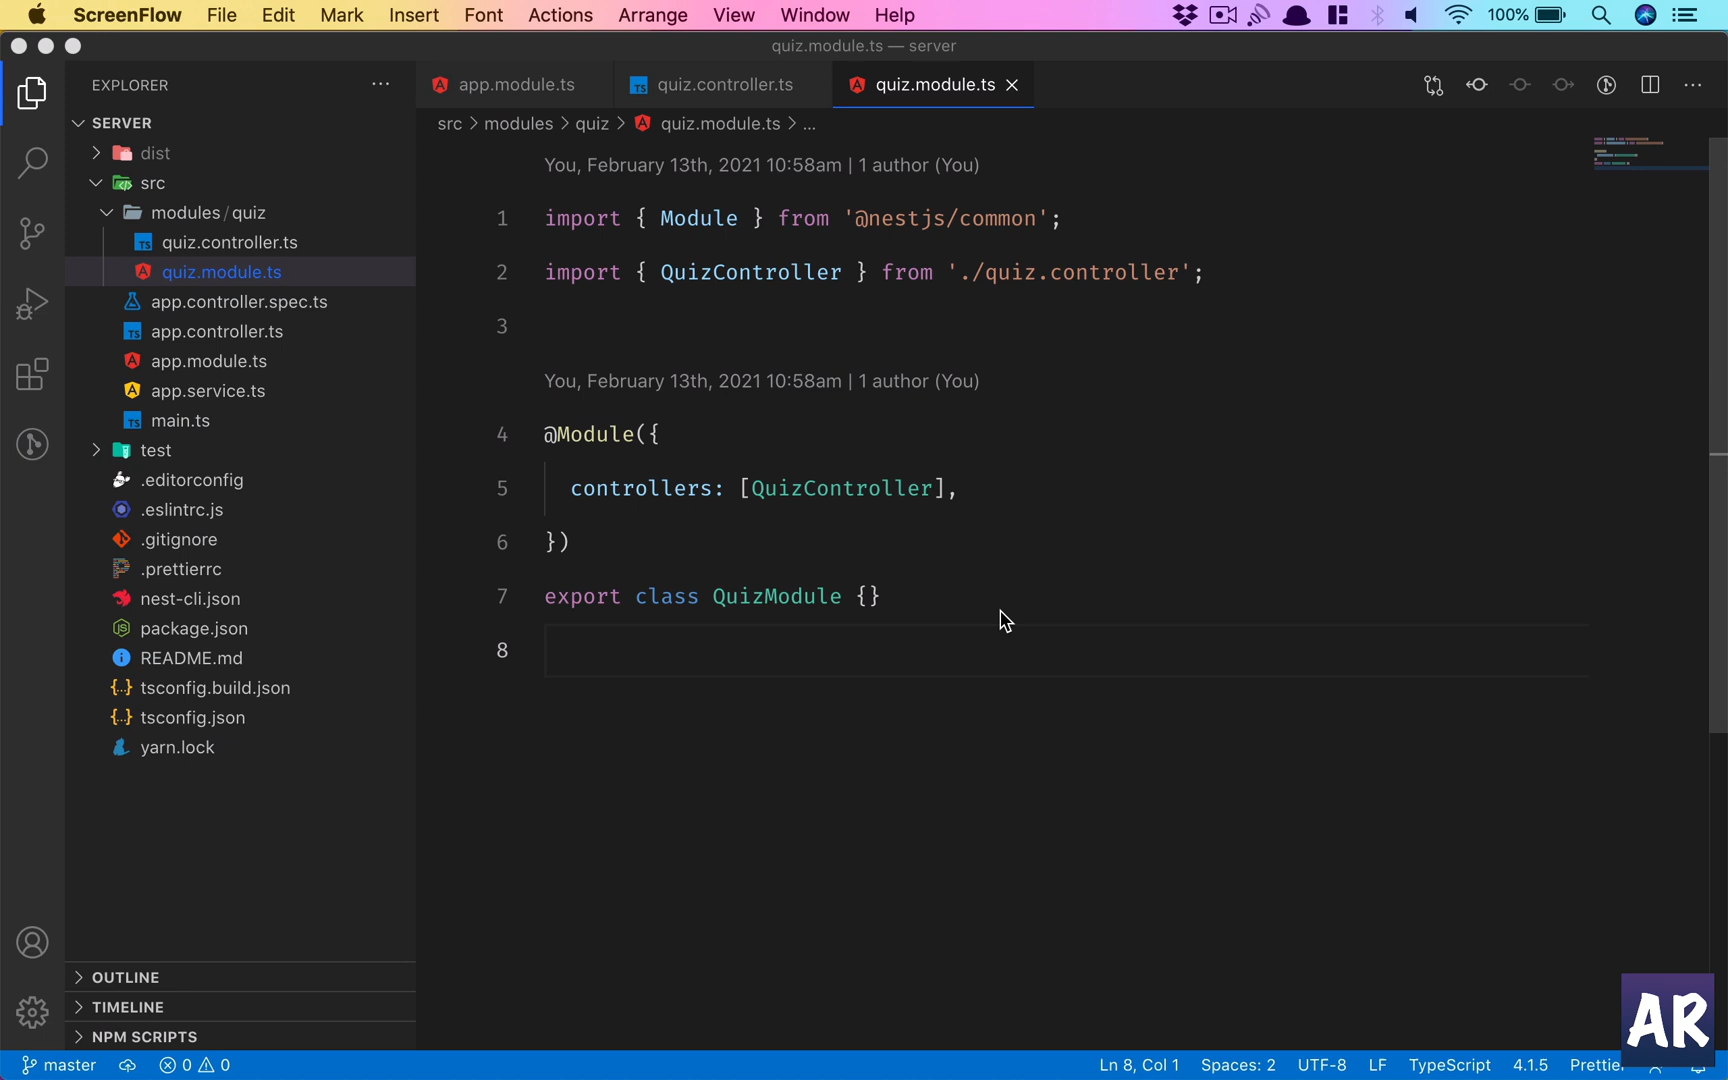 ScreenFlow File Edit Mark Insert Font Actions Arrange View Window Help 100%
quiz.module.ts — server
EXPLORER
SERVER
dist
src
modules / quiz
quiz.controller.ts
quiz.module.ts
app.controller.spec.ts
app.controller.ts
app.module.ts
app.service.ts
main.ts
test
.editorconfig
.eslintrc.js
.gitignore
.prettierrc
nest-cli.json
package.json
README.md
tsconfig.build.json
tsconfig.json
yarn.lock
OUTLINE
TIMELINE
NPM SCRIPTS
app.module.ts quiz.controller.ts quiz.module.ts
src > modules > quiz > quiz.module.ts > ...
You, February 13th, 2021 10:58am | 1 author (You)
1 import { Module } from '@nestjs/common';
2 import { QuizController } from './quiz.controller';
3
You, February 13th, 2021 10:58am | 1 author (You)
4 @Module({
5 controllers: [QuizController],
6 })
7 export class QuizModule {}
8
AR
master 0 0 Ln 8, Col 1 Spaces: 2 UTF-8 LF TypeScript 4.1.5